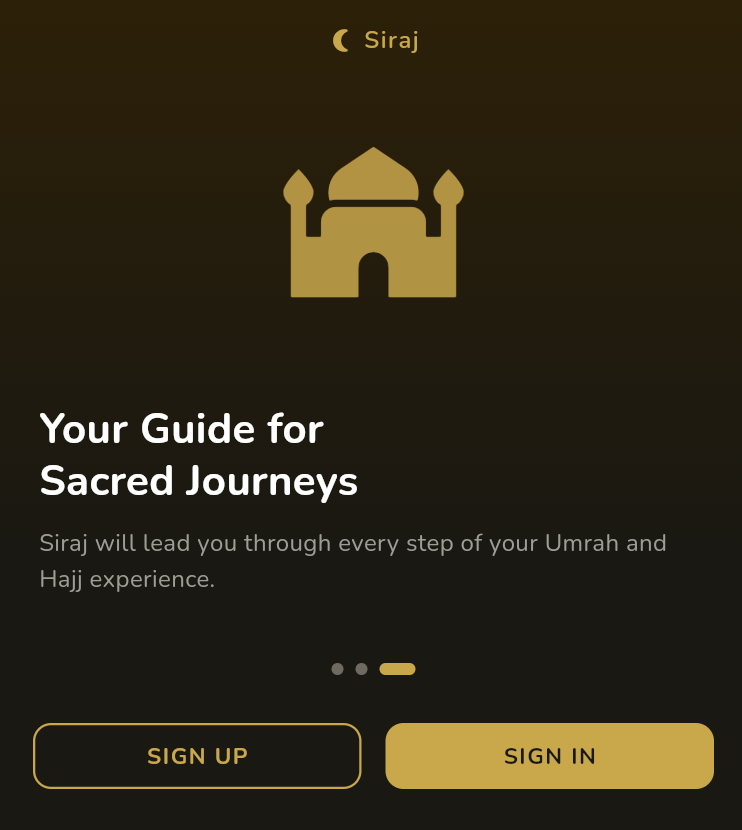 Siraj
Your Guide for
Sacred Journeys
Siraj will lead you through every step of your Umrah and
Hajj experience.
SIGN UP
SIGN IN